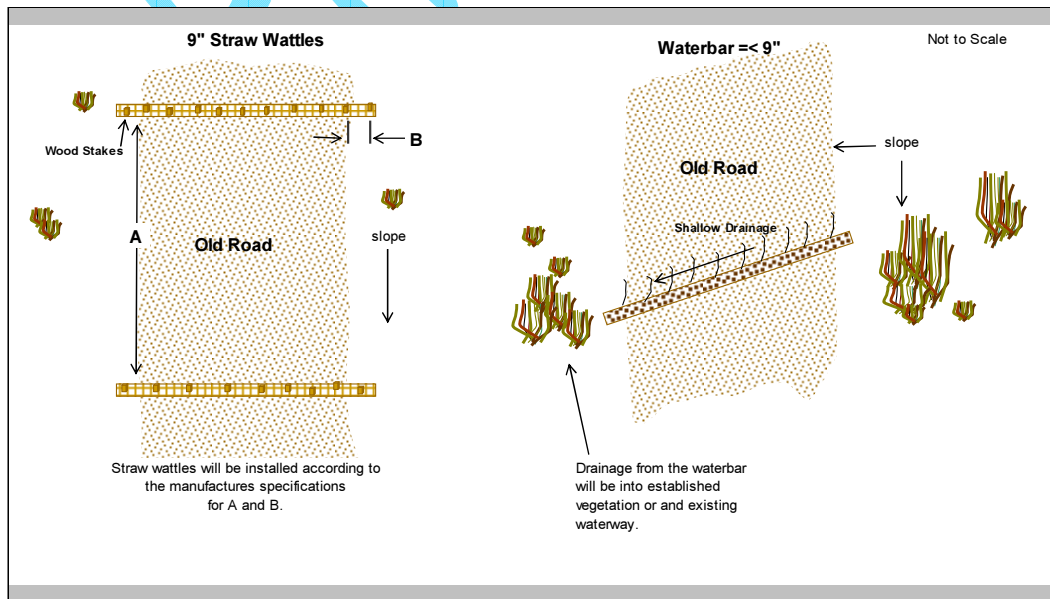 9" Straw Wattles
Waterbar =< 9"
Not to Scale
Wood Stakes
B
slope
Old Road
A
Old Road
Shallow Drainage
slope
Straw wattles will be installed according to
the manufactures specifications
for A and B.
Drainage from the waterbar
will be into established
vegetation or and existing
waterway.